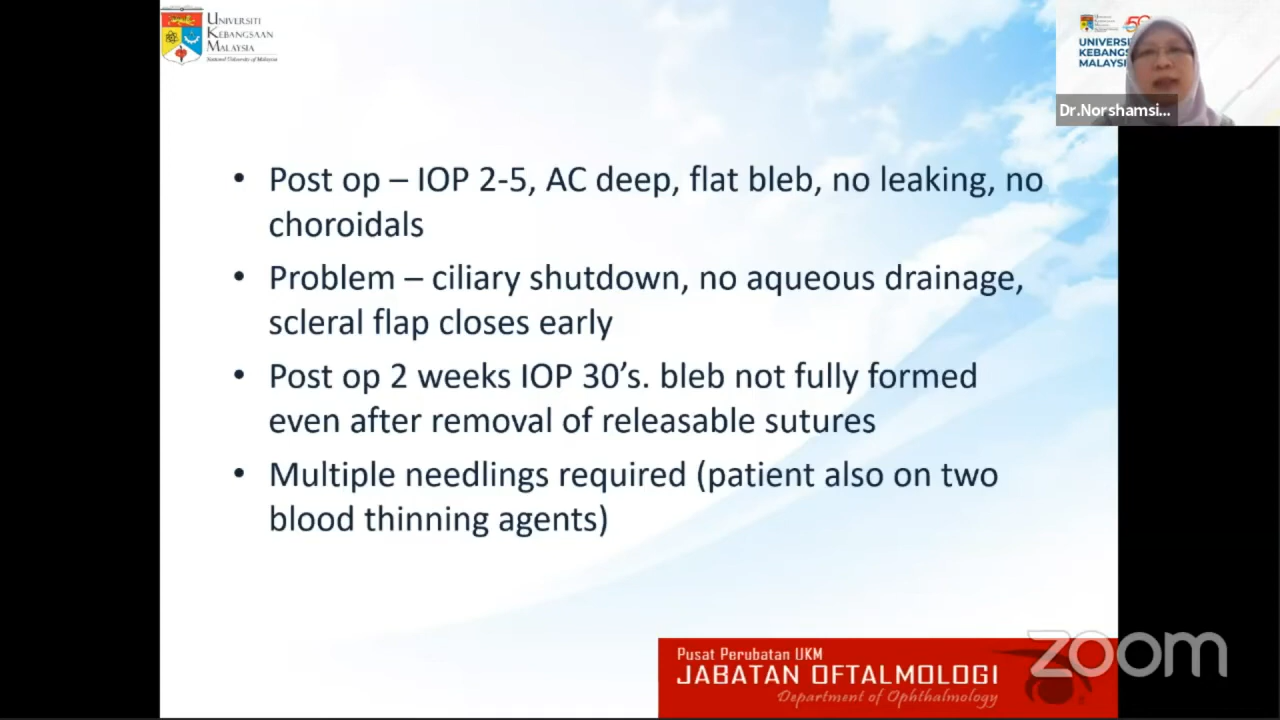 UNIVERSITI
KEBANGSAAN
MALAYSIA
National University of Malaysia
UNIVERSI
KEBANGS
MALAYSI
Dr.Norshamsi...
• Post op – IOP 2-5, AC deep, flat bleb, no leaking, no
choroidals
• Problem – ciliary shutdown, no aqueous drainage,
scleral flap closes early
• Post op 2 weeks IOP 30’s. bleb not fully formed
even after removal of releasable sutures
• Multiple needlings required (patient also on two
blood thinning agents)
Pusat Perubatan UKM
JABATAN OFTALMOLOGI
Department of Ophthalmology
zoom